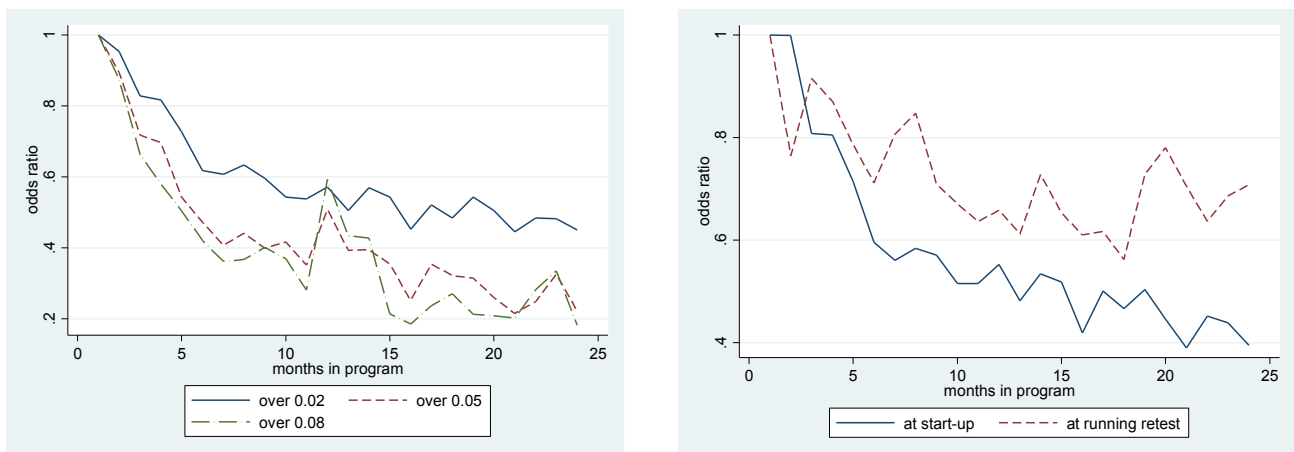 odds ratio
1
.8
.6
.4
.2
0 5 10 15 20 25
months in program
over 0.02 over 0.05
over 0.08
odds ratio
1
.8
.6
.4
0 5 10 15 20 25
months in program
at start-up at running retest